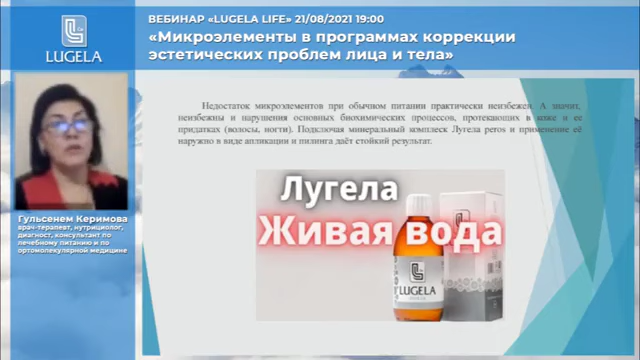 ВЕБИНАР «LUGELA LIFE» 21/08/2021 19:00
«Микроэлементы в программах коррекции
эстетических проблем лица и тела»
LUGELA
Недостаток микроэлементов при обычном питании практически неизбежен. А значит,
неизбежны и нарушения основных биохимических процессов, протекающих в коже и ее
придатках (волосы, ногти). Подключая минеральный комплекс Лугела peros и применение её
наружно в виде апликации и пилинга даёт стойкий результат.
Лугела
Живая вода
LUGELA
Гульсенем Керимова
врач-терапевт, нутрициолог,
диагност, консультант по
лечебному питанию и по
ортомолекулярной медицине